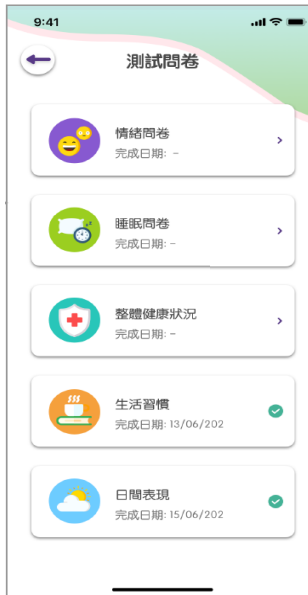 9:41
測試問卷
情緒問卷
完成日期: -
睡眠問卷
完成日期: -
整體健康狀況
完成日期: -
生活習慣
完成日期: 13/06/202
日間表現
完成日期: 15/06/202